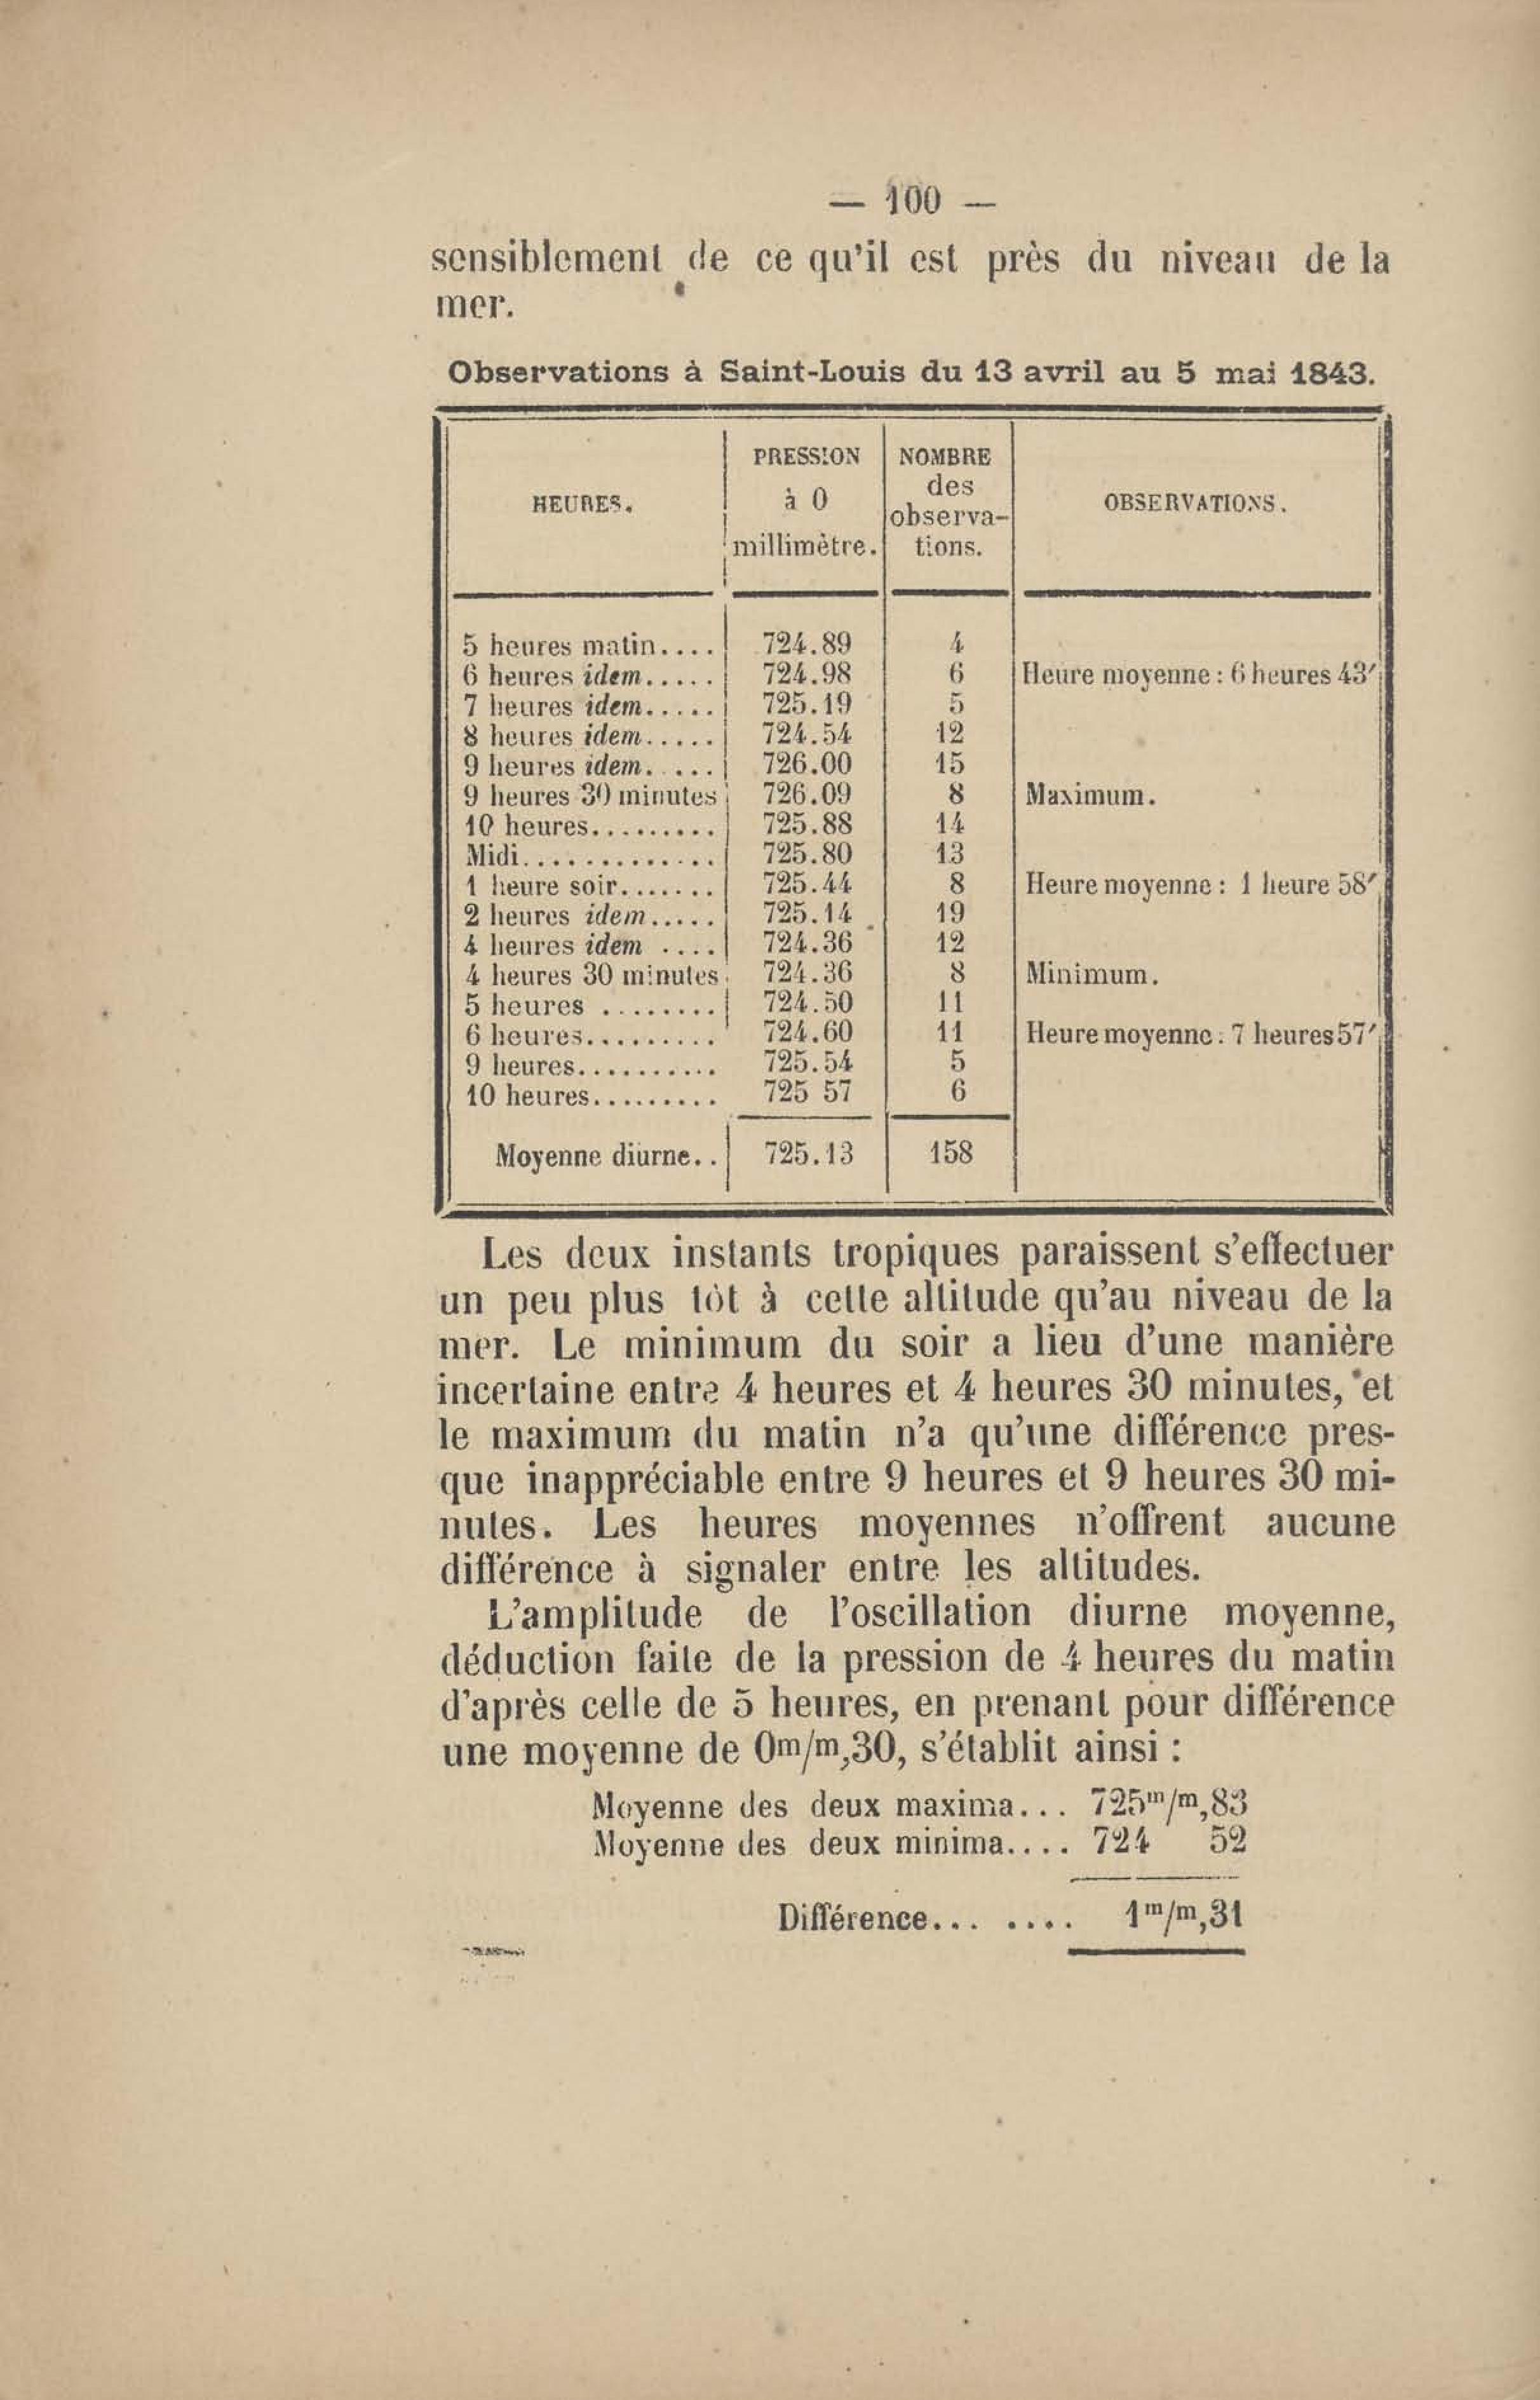 — 100 —
sensiblement de ce qu'il est près du niveau de la
mer.
Observations à Saint-Louis du 13 avril au 5 mai 1843.
HEURES. PRESSION à 0 millimètre. NOMBRE des observa-tions. OBSERVATIONS.
5 heures matin.... 724.89 4
6 heures idem..... 724.98 6 Heure moyenne : 6 heures 43′
7 heures idem..... 725.19 5
8 heures idem..... 724.54 12
9 heures idem..... 726.00 15
9 heures 30 minutes 726.09 8 Maximum.
10 heures......... 725.88 14
Midi............. 725.80 13
1 heure soir....... 725.44 8 Heure moyenne : 1 heure 58′
2 heures idem..... 725.14 19
4 heures idem .... 724.36 12
4 heures 30 minutes 724.36 8 Minimum.
5 heures ........ 724.50 11
6 heures......... 724.60 11 Heure moyenne : 7 heures 57′
9 heures.......... 725.54 5
10 heures......... 725 57 6
Moyenne diurne.. 725.13 158
Les deux instants tropiques paraissent s'effectuer
un peu plus tôt à cette altitude qu'au niveau de la
mer. Le minimum du soir a lieu d'une manière
incertaine entre 4 heures et 4 heures 30 minutes, et
le maximum du matin n'a qu'une différence pres-
que inappréciable entre 9 heures et 9 heures 30 mi-
nutes. Les heures moyennes n'offrent aucune
différence à signaler entre les altitudes.
L'amplitude de l'oscillation diurne moyenne,
déduction faite de la pression de 4 heures du matin
d'après celle de 5 heures, en prenant pour différence
une moyenne de 0m/m,30, s'établit ainsi :
Moyenne des deux maxima... 725m/m,83
Moyenne des deux minima.... 724 52
Différence... .... 1m/m,31